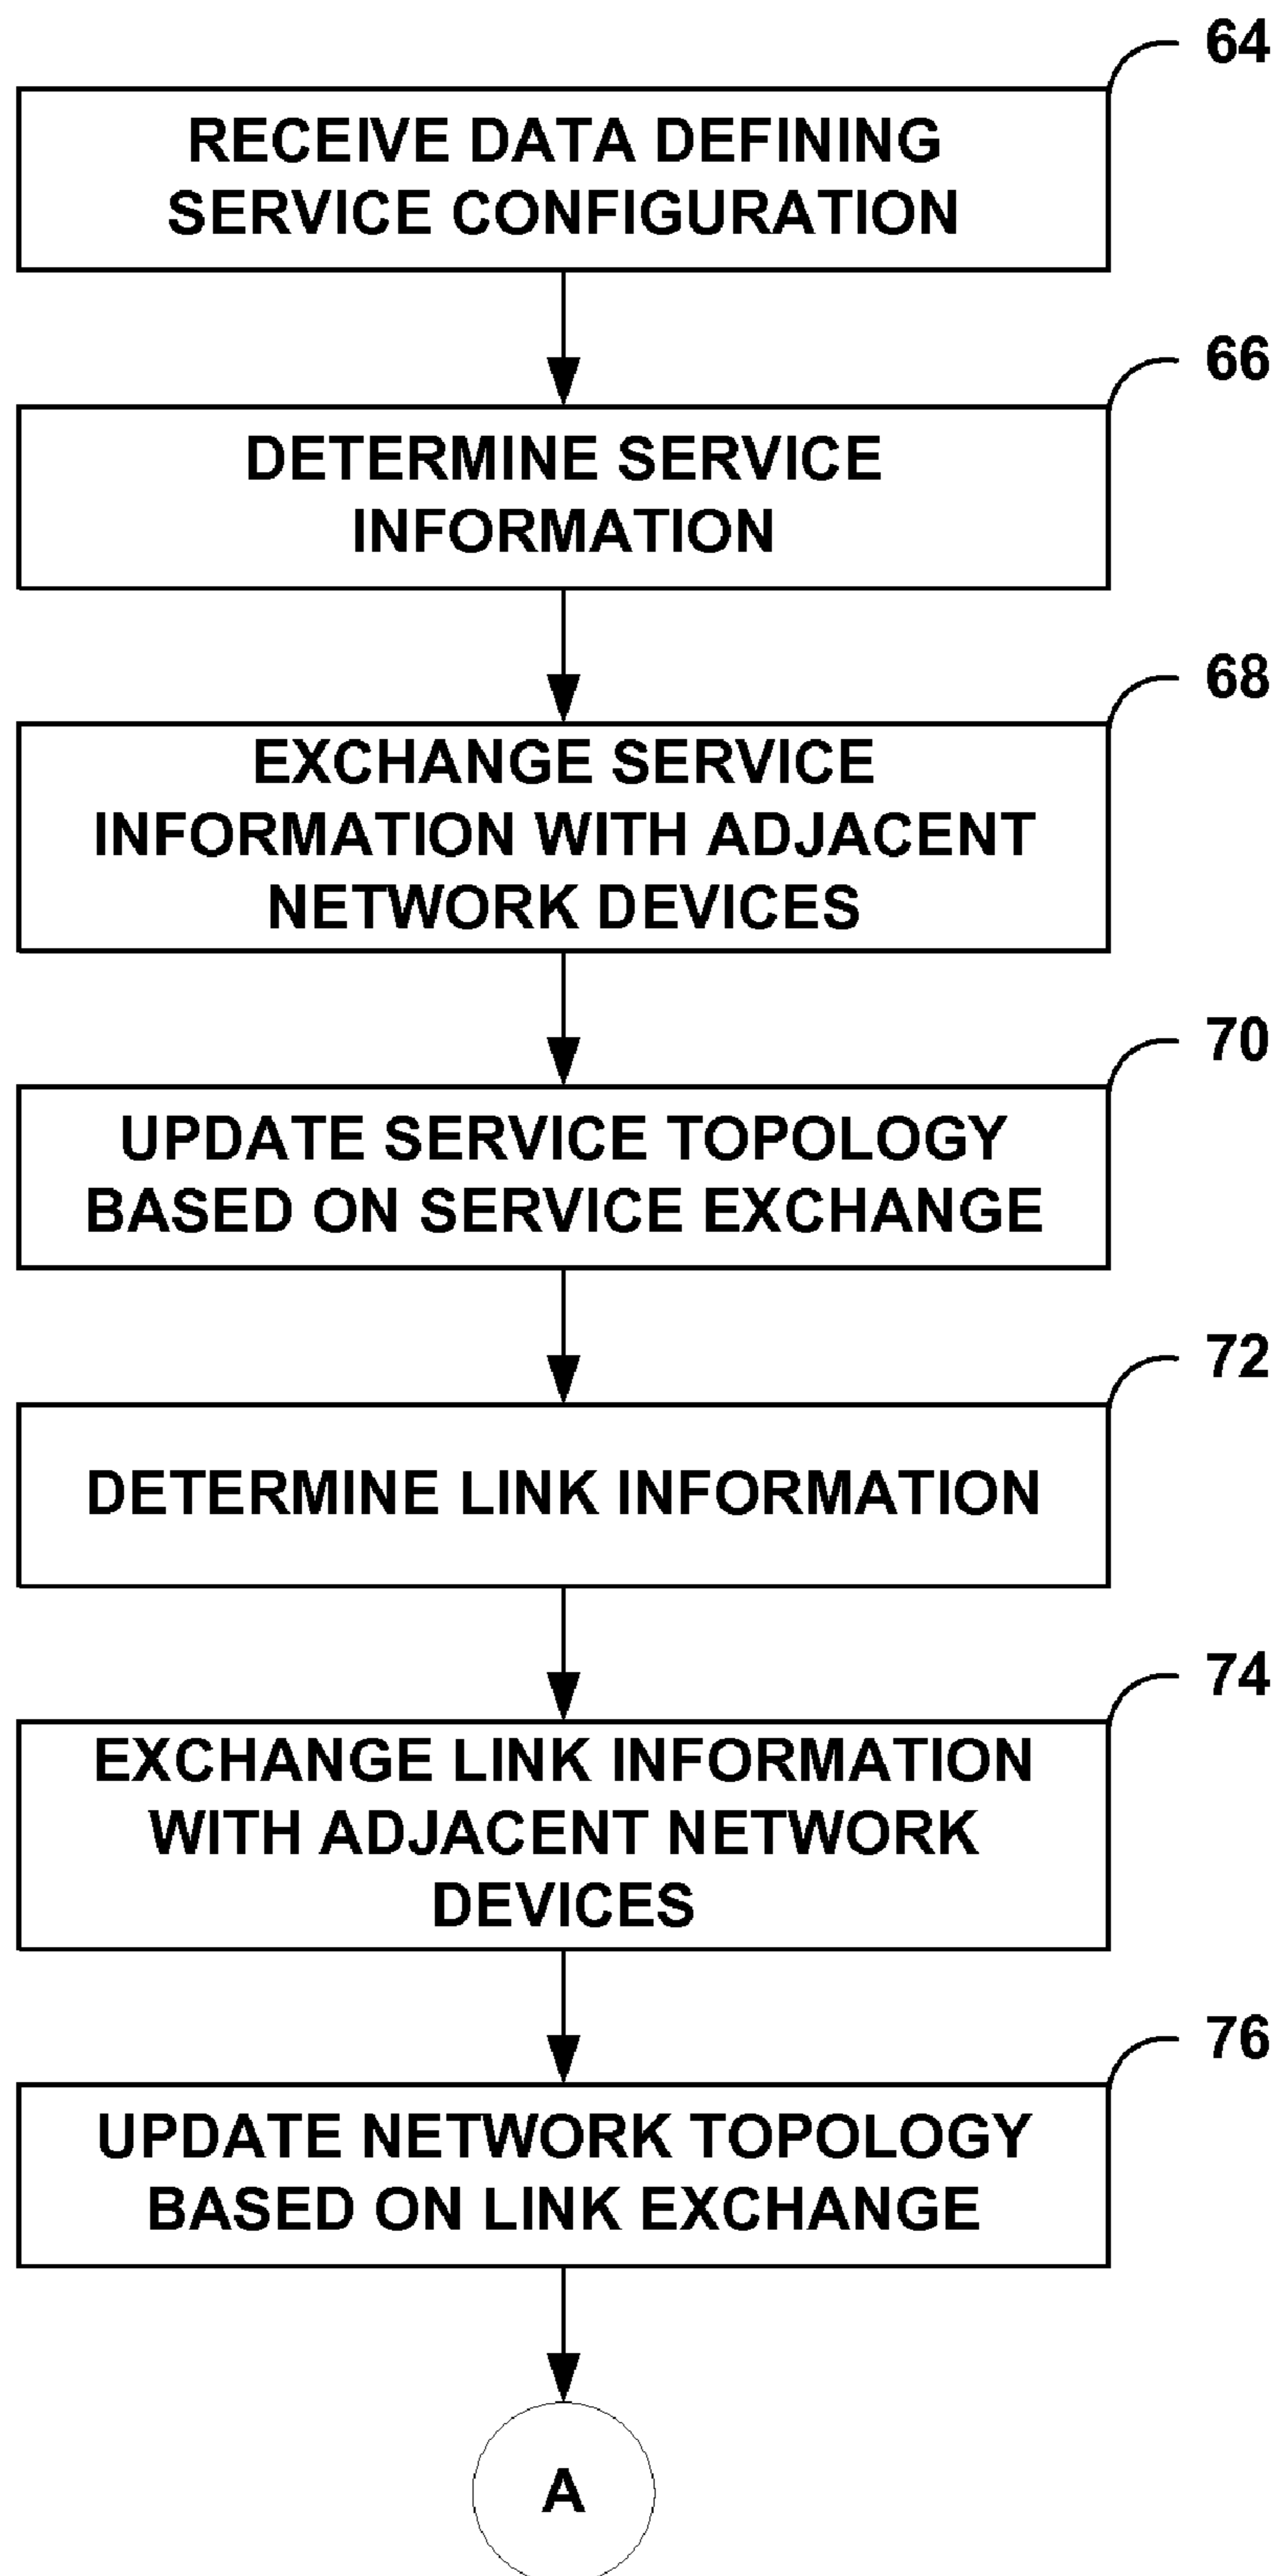 64
RECEIVE DATA DEFINING
SERVICE CONFIGURATION
66
DETERMINE SERVICE
INFORMATION
68
EXCHANGE SERVICE
INFORMATION WITH ADJACENT
NETWORK DEVICES
70
UPDATE SERVICE TOPOLOGY
BASED ON SERVICE EXCHANGE
72
DETERMINE LINK INFORMATION
74
EXCHANGE LINK INFORMATION
WITH ADJACENT NETWORK
DEVICES
76
UPDATE NETWORK TOPOLOGY
BASED ON LINK EXCHANGE
A